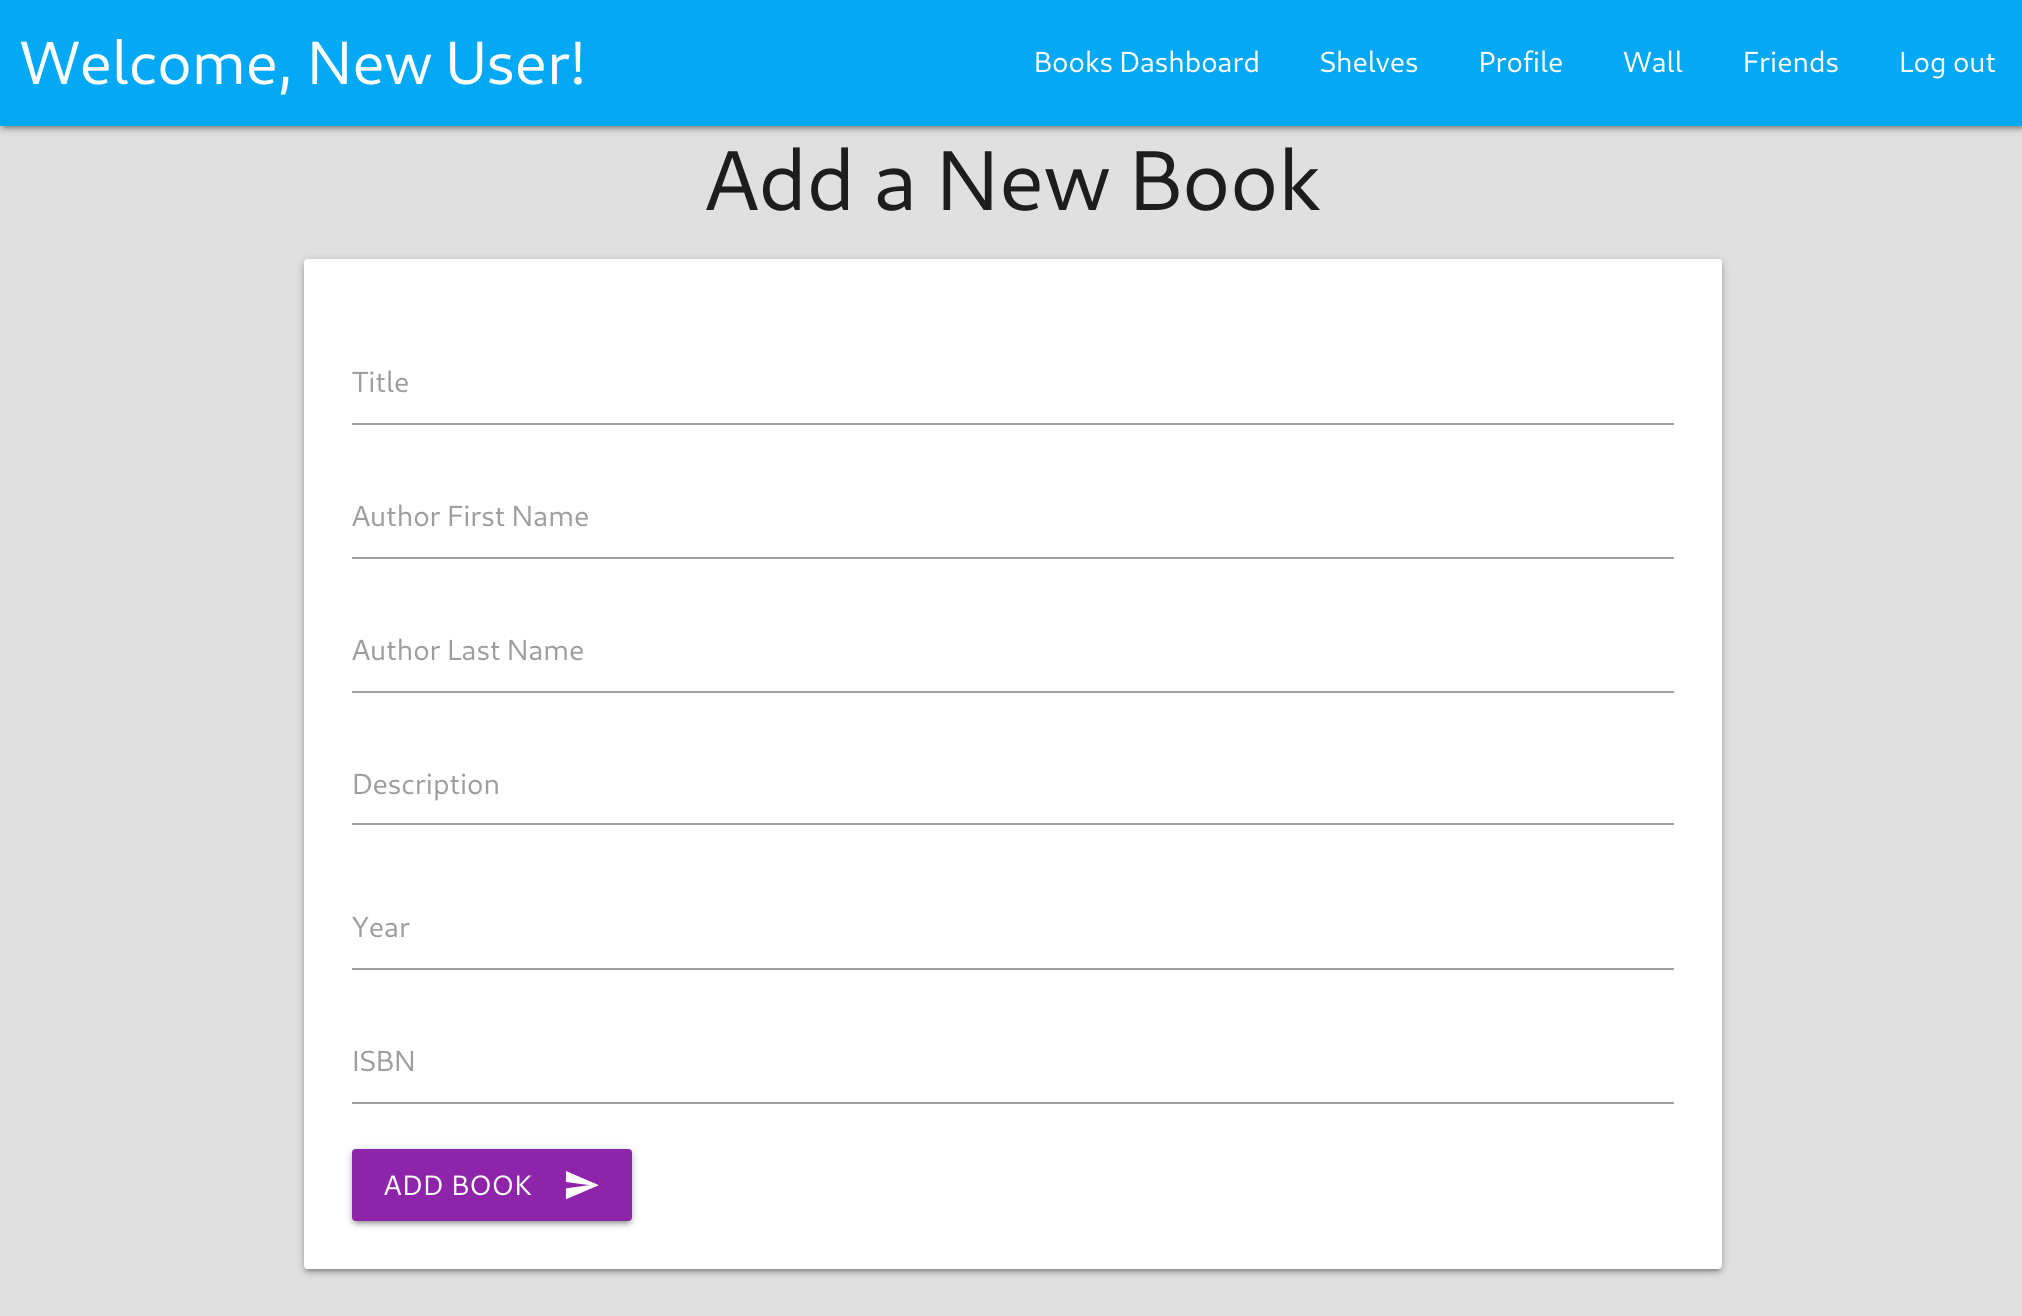 Welcome, New User! Books Dashboard Shelves Profile Wall Friends Log out
Add a New Book
Title
Author First Name
Author Last Name
Description
Year
ISBN
ADD BOOK